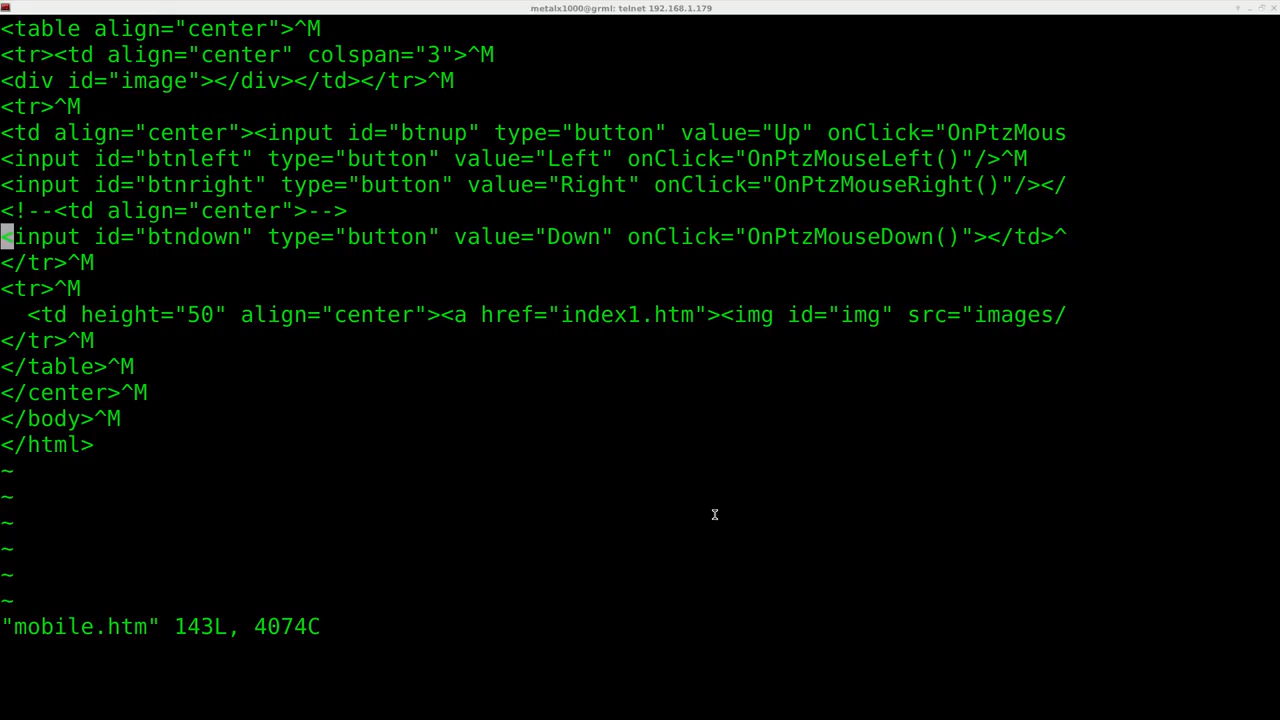 metalx1000@grml: telnet 192.168.1.179
<table align="center">^M
<tr><td align="center" colspan="3">^M
<div id="image"></div></td></tr>^M
<tr>^M
<td align="center"><input id="btnup" type="button" value="Up" onClick="OnPtzMous
<input id="btnleft" type="button" value="Left" onClick="OnPtzMouseLeft()"/>^M
<input id="btnright" type="button" value="Right" onClick="OnPtzMouseRight()"/></
<!--<td align="center">-->
<input id="btndown" type="button" value="Down" onClick="OnPtzMouseDown()"></td>^
</tr>^M
<tr>^M
  <td height="50" align="center"><a href="index1.htm"><img id="img" src="images/
</tr>^M
</table>^M
</center>^M
</body>^M
</html>
~
~
~
~
~
~
"mobile.htm" 143L, 4074C